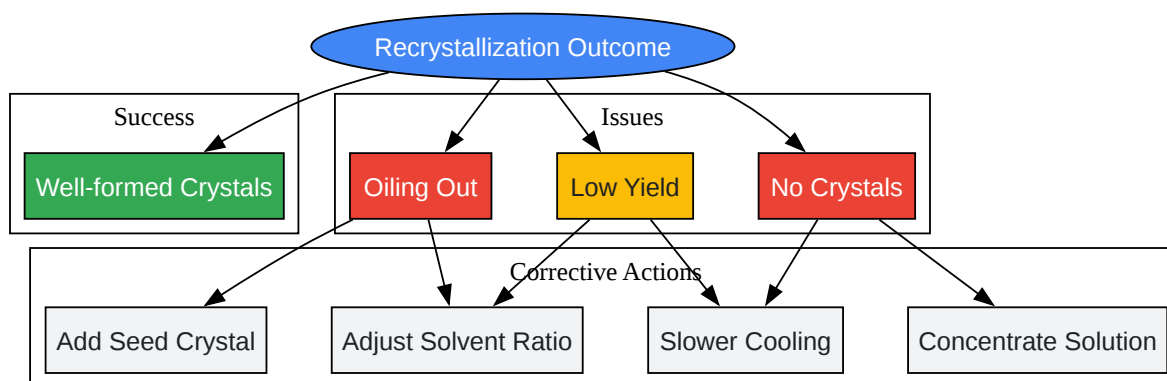 Recrystallization Outcome
Success
Issues
Well-formed Crystals
Oiling Out
Low Yield
No Crystals
Corrective Actions
Add Seed Crystal
Adjust Solvent Ratio
Slower Cooling
Concentrate Solution